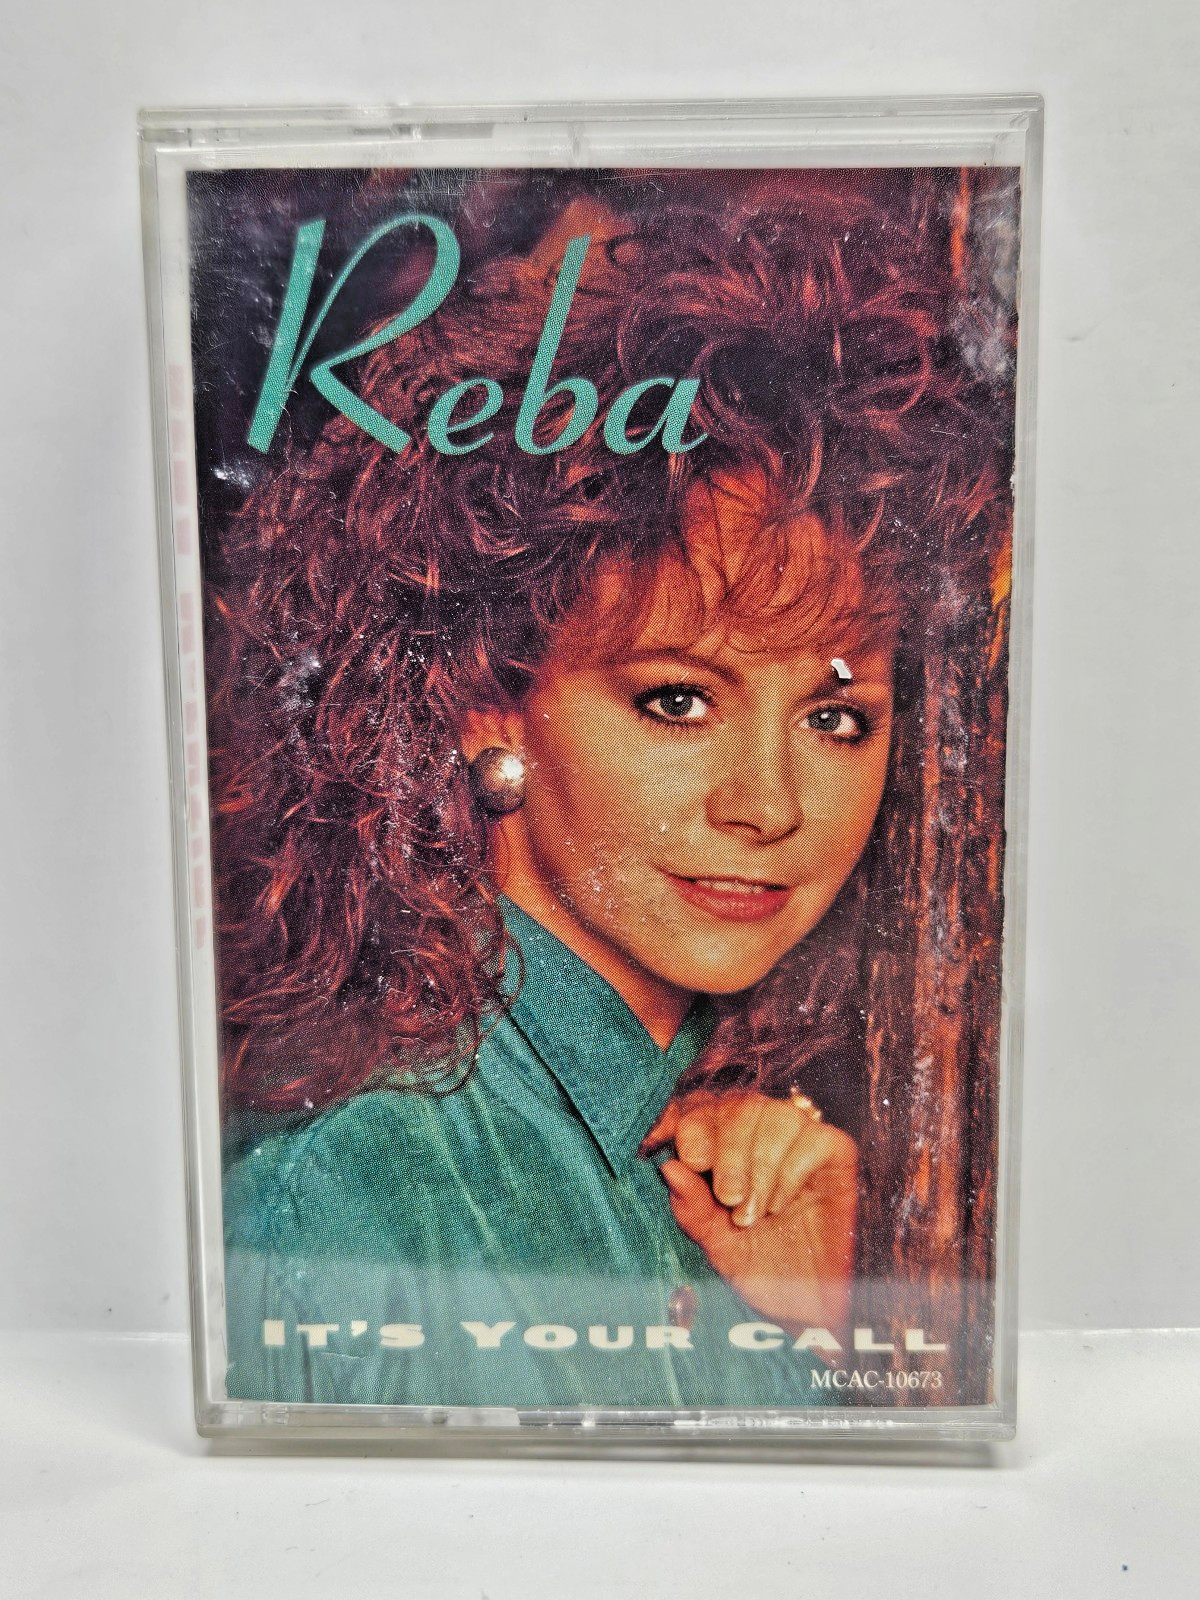 Reba
IT'S YOUR CALL
MCAC-10673